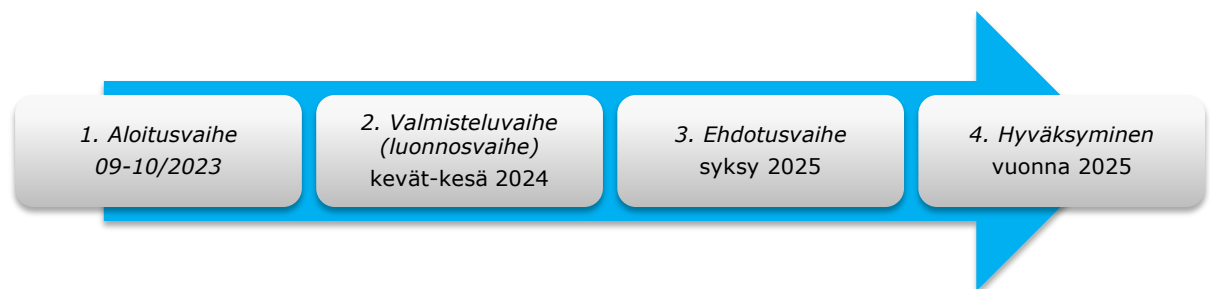 1. Aloitusvaihe
09-10/2023
2. Valmisteluvaihe
(luonnosvaihe)
kevät-kesä 2024
3. Ehdotusvaihe
syksy 2025
4. Hyväksyminen
vuonna 2025